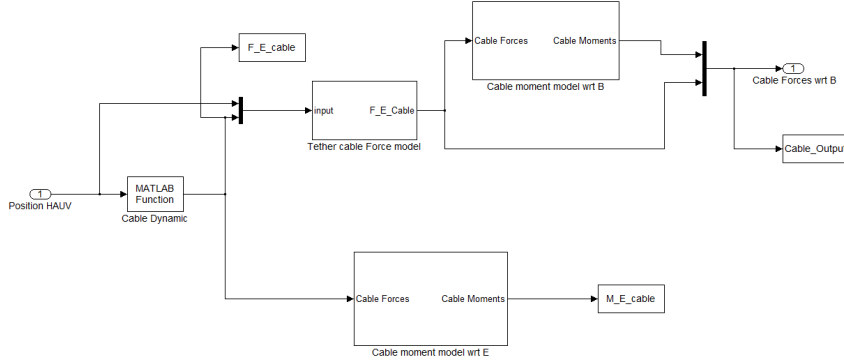 F_E_cable
Cable Forces
Cable Moments
Cable moment model wrt B
1
Cable Forces wrt B
input
F_E_Cable
Tether cable Force model
Cable_Output
1
Position HAUV
MATLAB
Function
Cable Dynamic
Cable Forces
Cable Moments
Cable moment model wrt E
M_E_cable